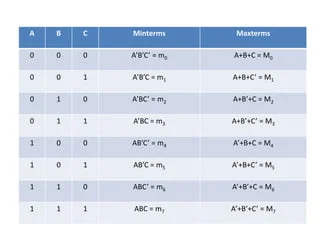 A B C Minterms Maxterms
0 0 0 A'B'C' = m₀ A+B+C = M₀
0 0 1 A'B'C = m₁ A+B+C' = M₁
0 1 0 A'BC' = m₂ A+B'+C = M₂
0 1 1 A'BC = m₃ A+B'+C' = M₃
1 0 0 AB'C' = m₄ A'+B+C = M₄
1 0 1 AB'C = m₅ A'+B+C' = M₅
1 1 0 ABC' = m₆ A'+B'+C = M₆
1 1 1 ABC = m₇ A'+B'+C' = M₇